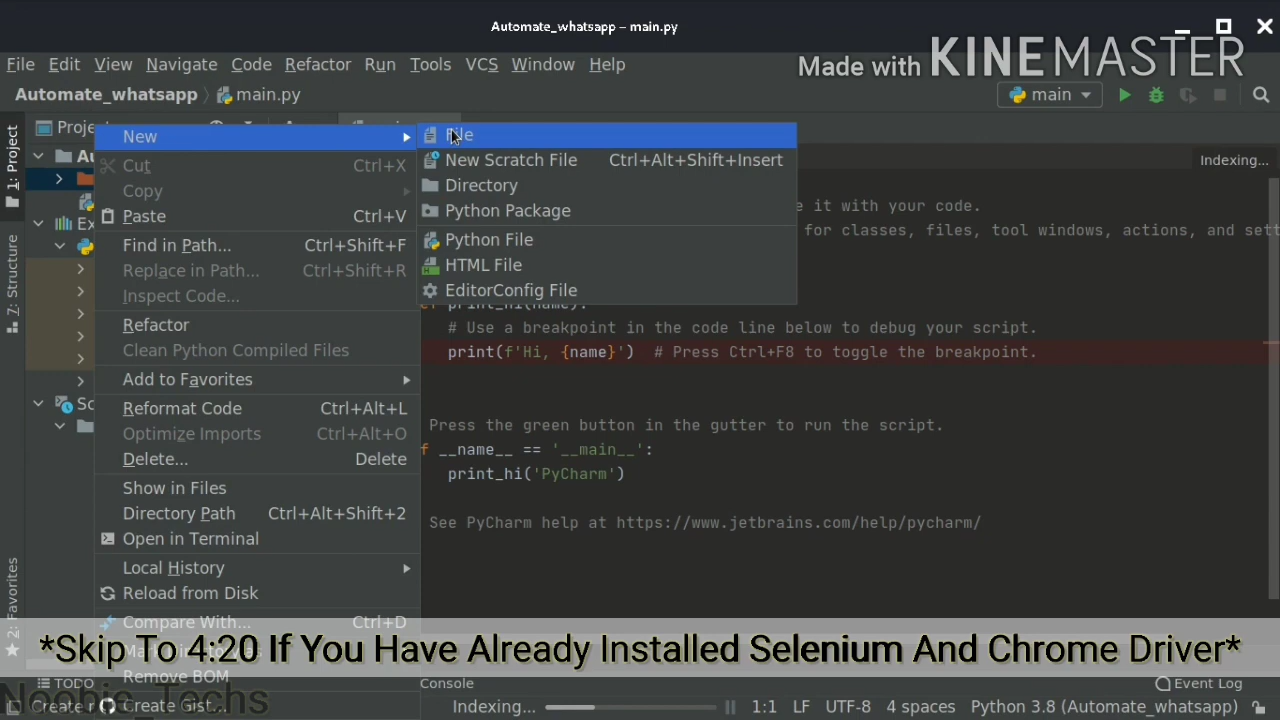 Automate_whatsapp – main.py
File Edit View Navigate Code Refactor Run Tools VCS Window Help
Made with KINEMASTER
Automate_whatsapp main.py
main
1: Project
New
File
Cut Ctrl+X
New Scratch File Ctrl+Alt+Shift+Insert
Indexing...
Copy
Directory
Paste Ctrl+V
Python Package
e it with your code.
Find in Path... Ctrl+Shift+F
Python File
for classes, files, tool windows, actions, and sett
7: Structure
Replace in Path... Ctrl+Shift+R
HTML File
Inspect Code...
EditorConfig File
print_hi(name):
Refactor
# Use a breakpoint in the code line below to debug your script.
Clean Python Compiled Files
print(f'Hi, {name}') # Press Ctrl+F8 to toggle the breakpoint.
Add to Favorites
Reformat Code Ctrl+Alt+L
Optimize Imports Ctrl+Alt+O
Press the green button in the gutter to run the script.
Delete... Delete
f __name__ == '__main__':
print_hi('PyCharm')
Show in Files
Directory Path Ctrl+Alt+Shift+2
See PyCharm help at https://www.jetbrains.com/help/pycharm/
Open in Terminal
Local History
Reload from Disk
2: Favorites
Compare With... Ctrl+D
*Skip To 4:20 If You Have Already Installed Selenium And Chrome Driver*
Remove BOM
TODO
Console
Event Log
Noobie_Techs
Create Gist...
Indexing... 1:1 LF UTF-8 4 spaces Python 3.8 (Automate_whatsapp)